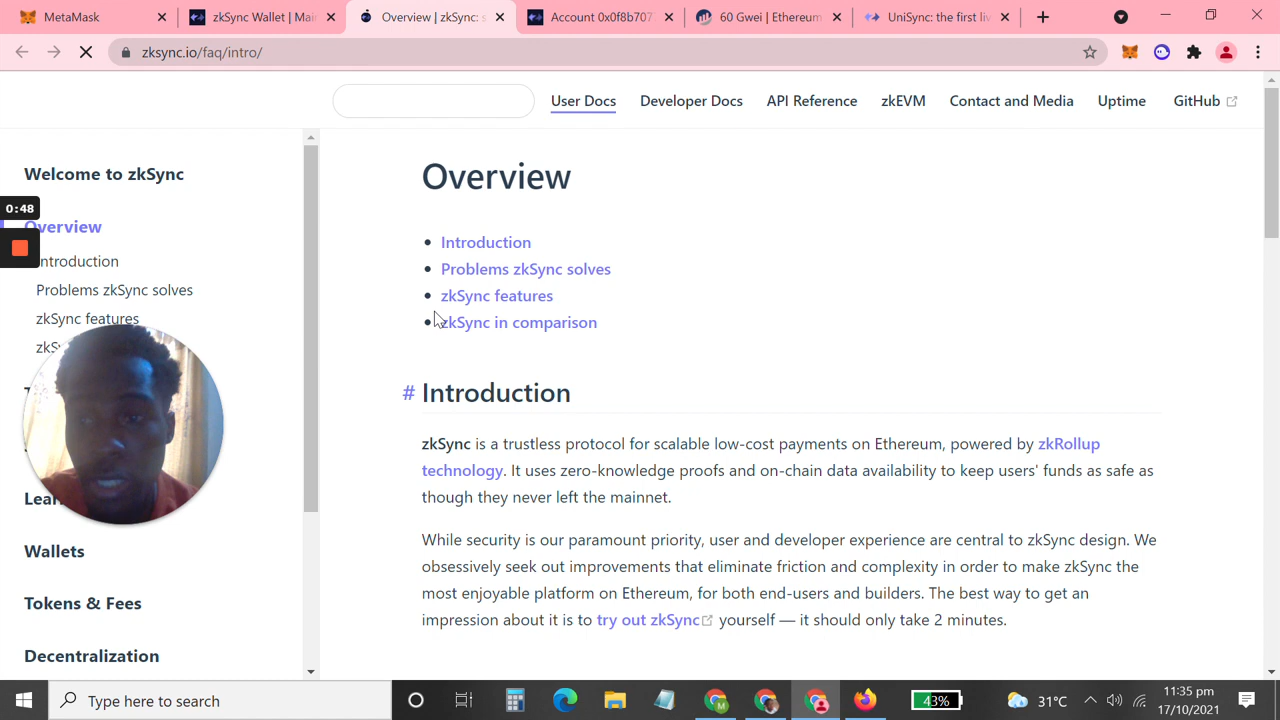 MetaMask
zkSync Wallet | Mai
Overview | zkSync: s
Account 0x0f8b707
60 Gwei | Ethereum
UniSync: the first liv
zksync.io/faq/intro/
User Docs
Developer Docs
API Reference
zkEVM
Contact and Media
Uptime
GitHub
Welcome to zkSync
0:48
Overview
Introduction
Problems zkSync solves
zkSync features
zkS
Lear
Wallets
Tokens & Fees
Decentralization
Overview
Introduction
Problems zkSync solves
zkSync features
zkSync in comparison
# Introduction
zkSync is a trustless protocol for scalable low-cost payments on Ethereum, powered by zkRollup
technology. It uses zero-knowledge proofs and on-chain data availability to keep users' funds as safe as
though they never left the mainnet.
While security is our paramount priority, user and developer experience are central to zkSync design. We
obsessively seek out improvements that eliminate friction and complexity in order to make zkSync the
most enjoyable platform on Ethereum, for both end-users and builders. The best way to get an
impression about it is to try out zkSync yourself — it should only take 2 minutes.
Type here to search
43%
31°C
11:35 pm
17/10/2021